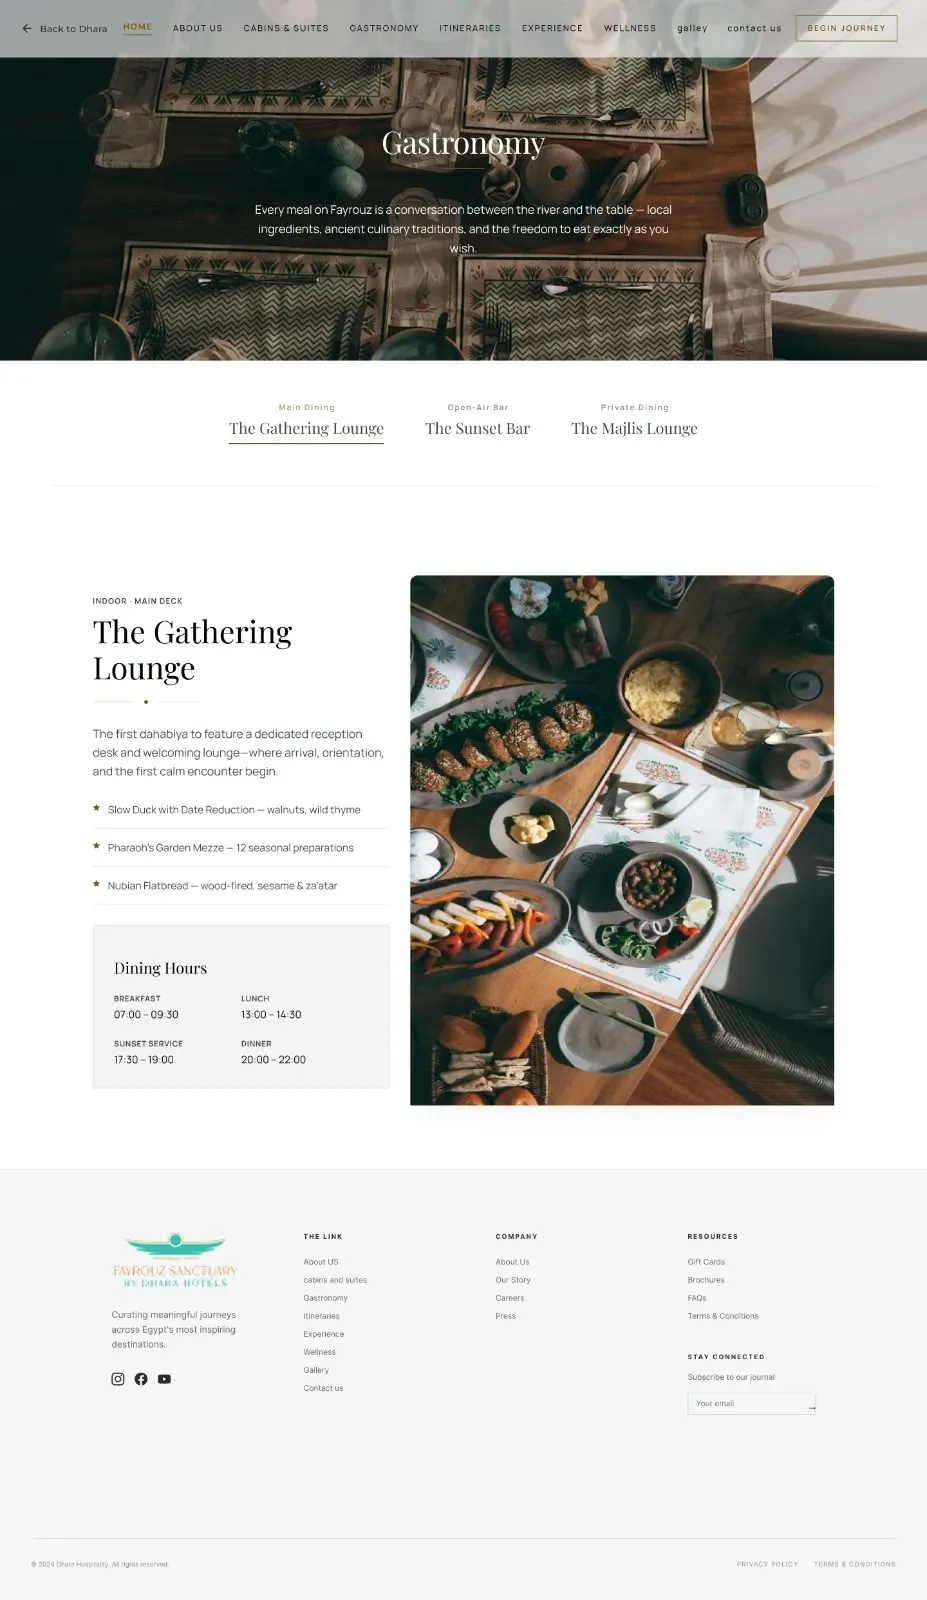 Back to Dhara HOME ABOUT US CABINS & SUITES GASTRONOMY ITINERARIES EXPERIENCE WELLNESS galley contact us BEGIN JOURNEY
Gastronomy
Every meal on Fayrouz is a conversation between the river and the table — local
ingredients, ancient culinary traditions, and the freedom to eat exactly as you
wish.
Main Dining
The Gathering Lounge
Open-Air Bar
The Sunset Bar
Private Dining
The Majlis Lounge
INDOOR · MAIN DECK
The Gathering
Lounge
The first dahabiya to feature a dedicated reception
desk and welcoming lounge—where arrival, orientation,
and the first calm encounter begin.
Slow Duck with Date Reduction — walnuts, wild thyme
Pharaoh's Garden Mezze — 12 seasonal preparations
Nubian Flatbread — wood-fired, sesame & za'atar
Dining Hours
BREAKFAST
07:00 – 09:30
LUNCH
13:00 – 14:30
SUNSET SERVICE
17:30 – 19:00
DINNER
20:00 – 22:00
FAYROUZ SANCTUARY
BY DHARA HOTELS
Curating meaningful journeys
across Egypt's most inspiring
destinations.
THE LINK
About US
cabins and suites
Gastronomy
Itineraries
Experience
Wellness
Gallery
Contact us
COMPANY
About Us
Our Story
Careers
Press
RESOURCES
Gift Cards
Brochures
FAQs
Terms & Conditions
STAY CONNECTED
Subscribe to our journal
Your email →
© 2024 Dhara Hospitality. All rights reserved.
PRIVACY POLICY TERMS & CONDITIONS